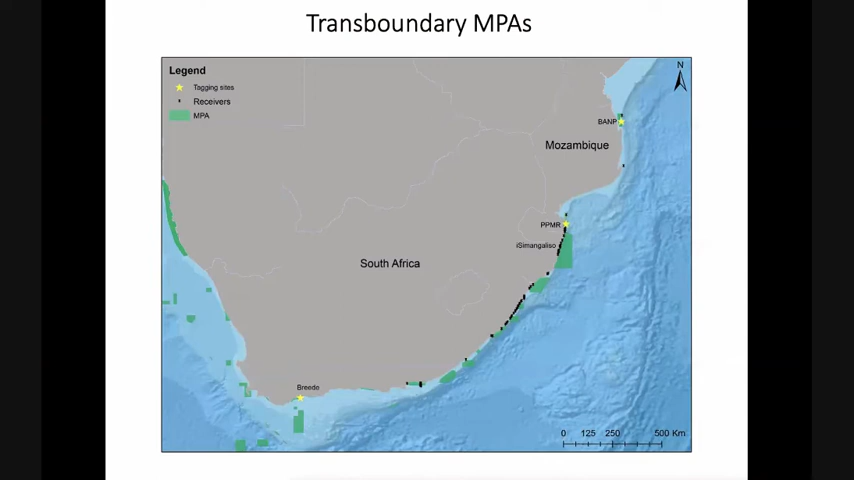 Transboundary MPAs
Legend
Tagging sites
Receivers
MPA
N
BANP
Mozambique
PPMR
iSimangaliso
South Africa
Breede
0 125 250 500 Km